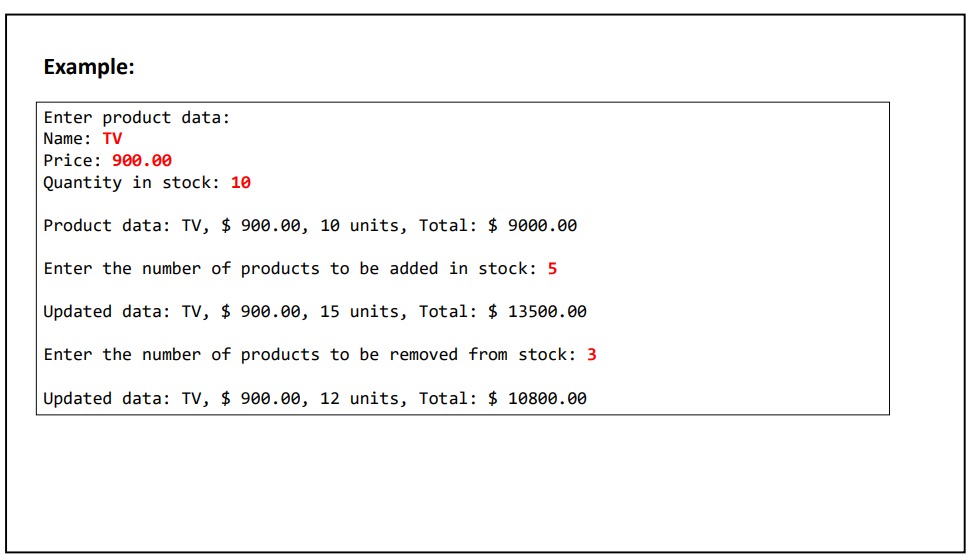 Example:
Enter product data:
Name: TV
Price: 900.00
Quantity in stock: 10
Product data: TV, $ 900.00, 10 units, Total: $ 9000.00
Enter the number of products to be added in stock: 5
Updated data: TV, $ 900.00, 15 units, Total: $ 13500.00
Enter the number of products to be removed from stock: 3
Updated data: TV, $ 900.00, 12 units, Total: $ 10800.00